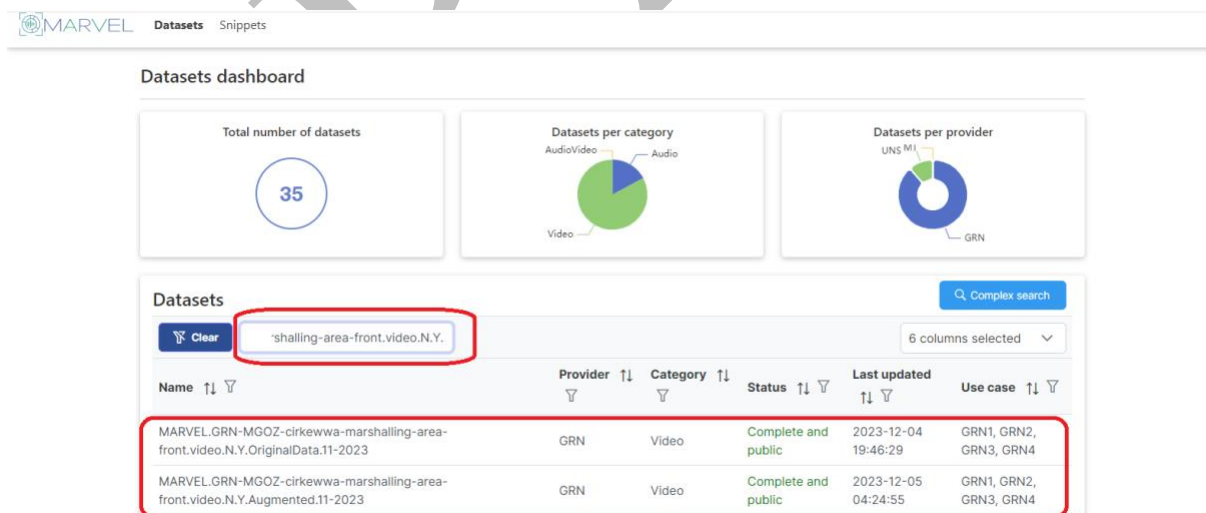 MARVEL Datasets Snippets
Datasets dashboard
Total number of datasets
35
Datasets per category
AudioVideo
Audio
Video
Datasets per provider
UNS MI
GRN
Datasets
Complex search
Clear
rshalling-area-front.video.N.Y.
6 columns selected
Name
Provider
Category
Status
Last updated
Use case
MARVEL.GRN-MGOZ-cirkewwa-marshalling-area-
front.video.N.Y.OriginalData.11-2023
GRN
Video
Complete and
public
2023-12-04
19:46:29
GRN1, GRN2,
GRN3, GRN4
MARVEL.GRN-MGOZ-cirkewwa-marshalling-area-
front.video.N.Y.Augmented.11-2023
GRN
Video
Complete and
public
2023-12-05
04:24:55
GRN1, GRN2,
GRN3, GRN4